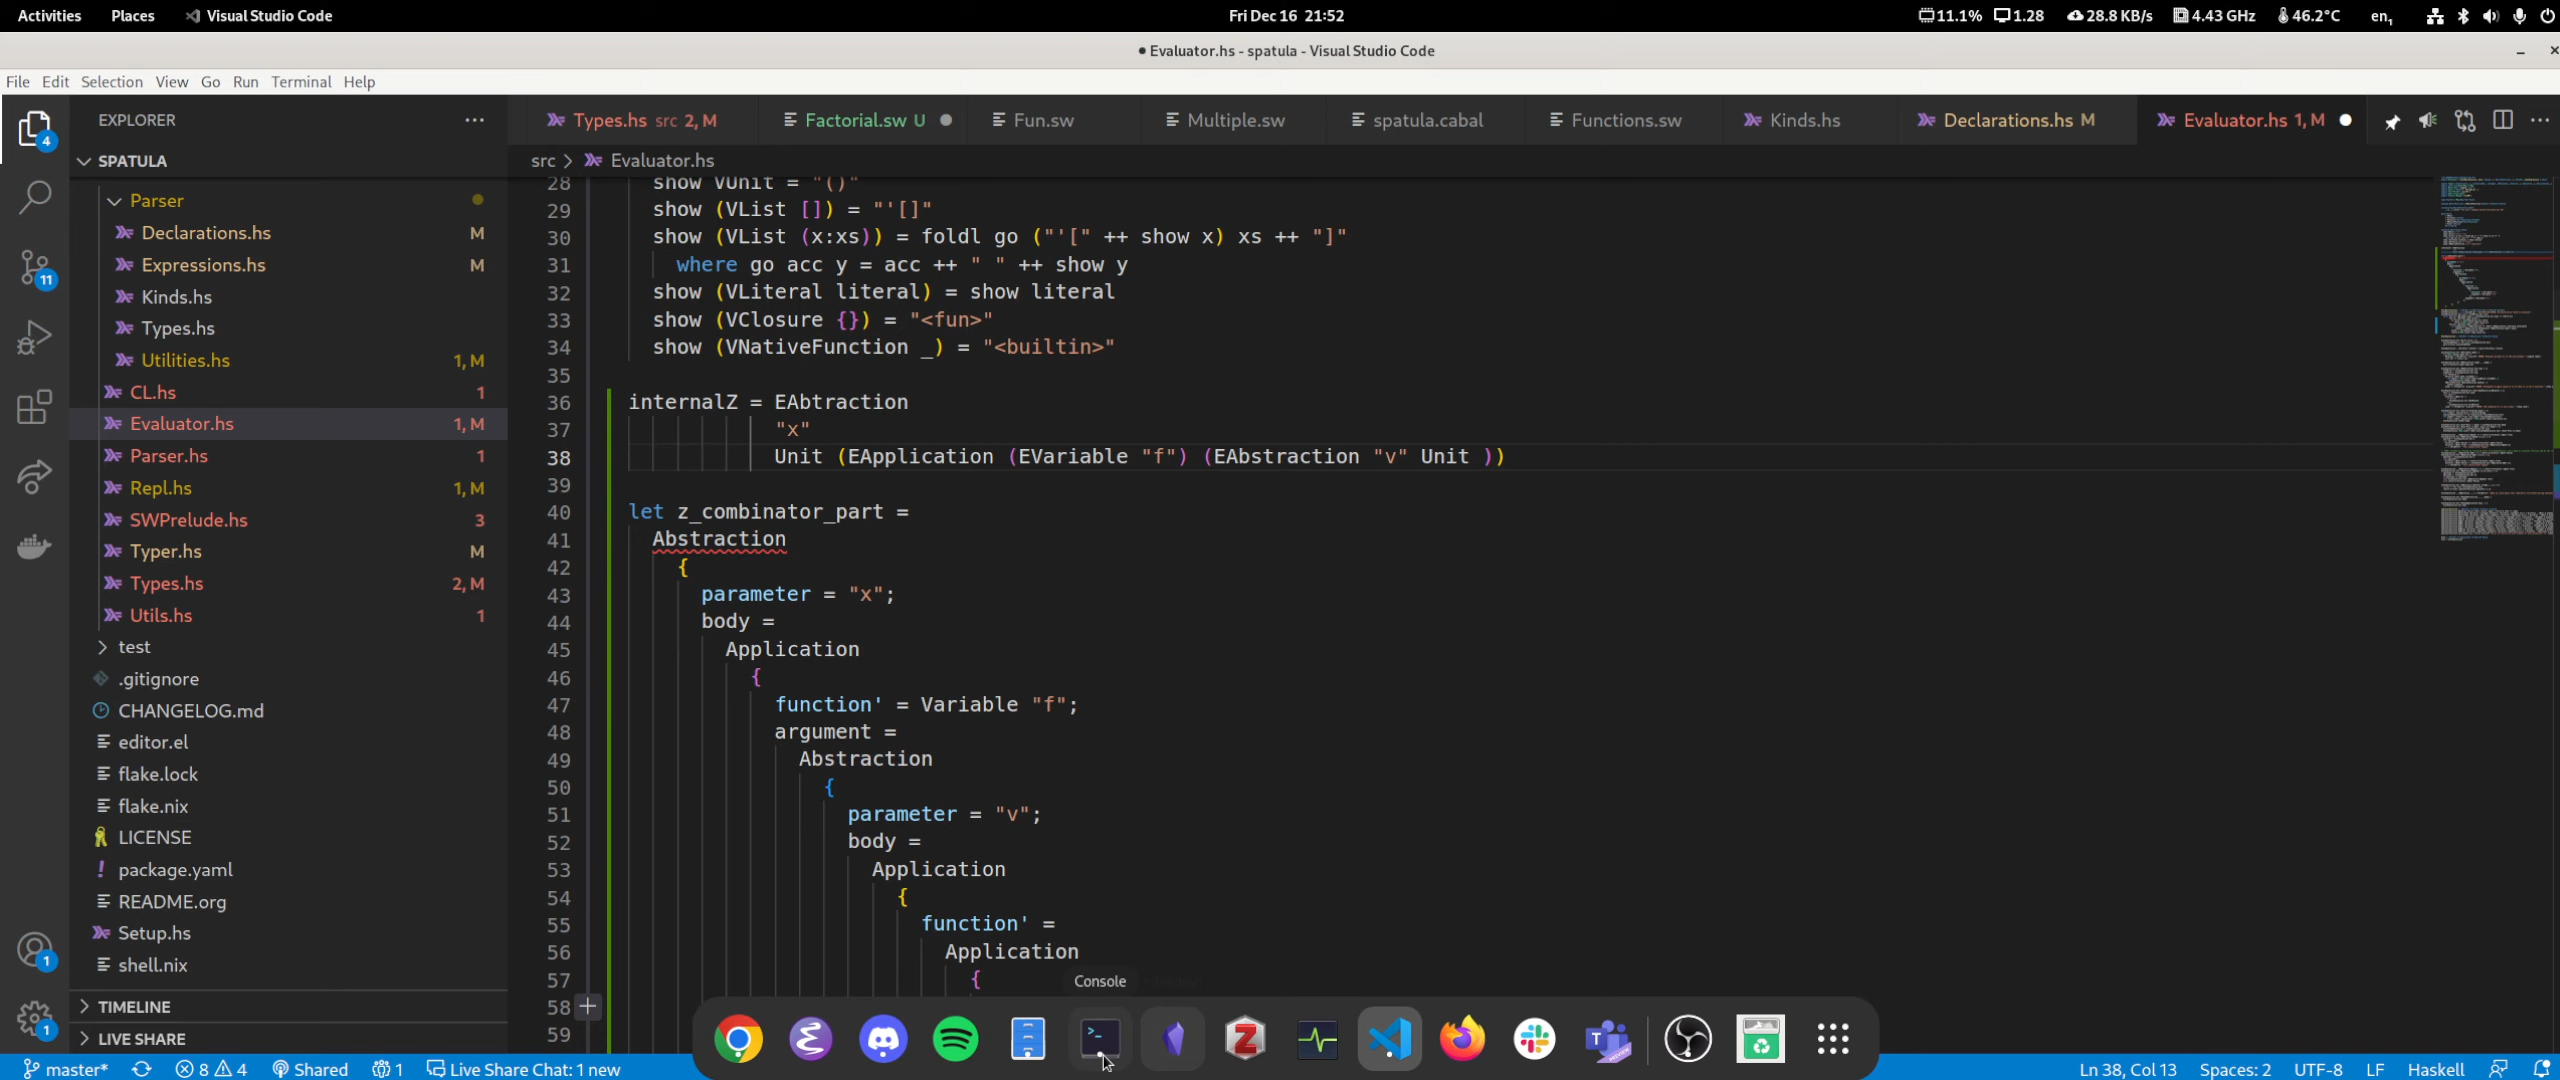 Activities Places Visual Studio Code Fri Dec 16 21:52 11.1% 1.28 28.8 KB/s 4.43 GHz 46.2°C en₁
● Evaluator.hs - spatula - Visual Studio Code
File Edit Selection View Go Run Terminal Help
EXPLORER
Types.hs src 2, M Factorial.sw U Fun.sw Multiple.sw spatula.cabal Functions.sw Kinds.hs Declarations.hs M Evaluator.hs 1, M
SPATULA
src > Evaluator.hs
4
11
1
1
Parser
Declarations.hs M
Expressions.hs M
Kinds.hs
Types.hs
Utilities.hs 1, M
CL.hs 1
Evaluator.hs 1, M
Parser.hs 1
Repl.hs 1, M
SWPrelude.hs 3
Typer.hs M
Types.hs 2, M
Utils.hs 1
test
.gitignore
CHANGELOG.md
editor.el
flake.lock
flake.nix
LICENSE
package.yaml
README.org
Setup.hs
shell.nix
TIMELINE
LIVE SHARE
28 show VUnit = "()"
29 show (VList []) = "'[]"
30 show (VList (x:xs)) = foldl go ("'[" ++ show x) xs ++ "]"
31 where go acc y = acc ++ " " ++ show y
32 show (VLiteral literal) = show literal
33 show (VClosure {}) = "<fun>"
34 show (VNativeFunction _) = "<builtin>"
35
36 internalZ = EAbtraction
37 "x"
38 Unit (EApplication (EVariable "f") (EAbstraction "v" Unit ))
39
40 let z_combinator_part =
41 Abstraction
42 {
43 parameter = "x";
44 body =
45 Application
46 {
47 function' = Variable "f";
48 argument =
49 Abstraction
50 {
51 parameter = "v";
52 body =
53 Application
54 {
55 function' =
56 Application
57 {
58
59
Console
master* 8 4 Shared 1 Live Share Chat: 1 new Ln 38, Col 13 Spaces: 2 UTF-8 LF Haskell